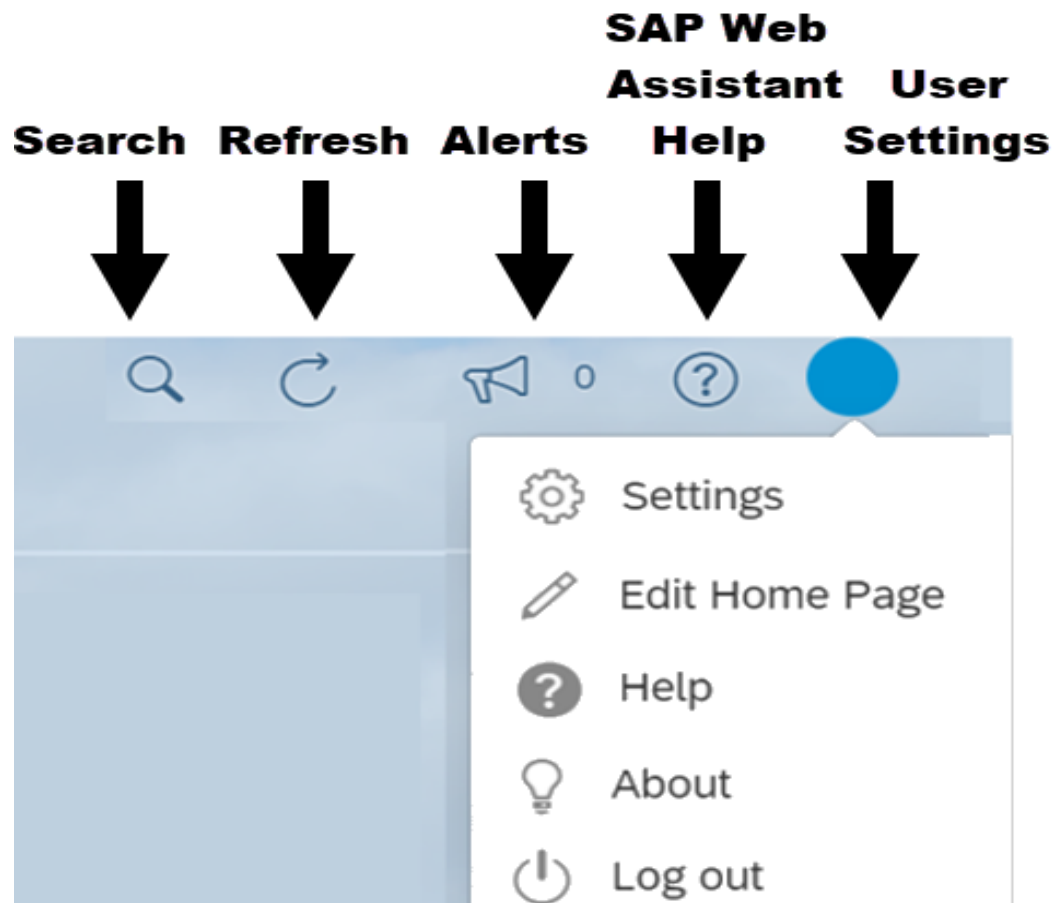 SAP Web
Assistant User
Search Refresh Alerts Help Settings
0 ?
Settings
Edit Home Page
? Help
About
Log out